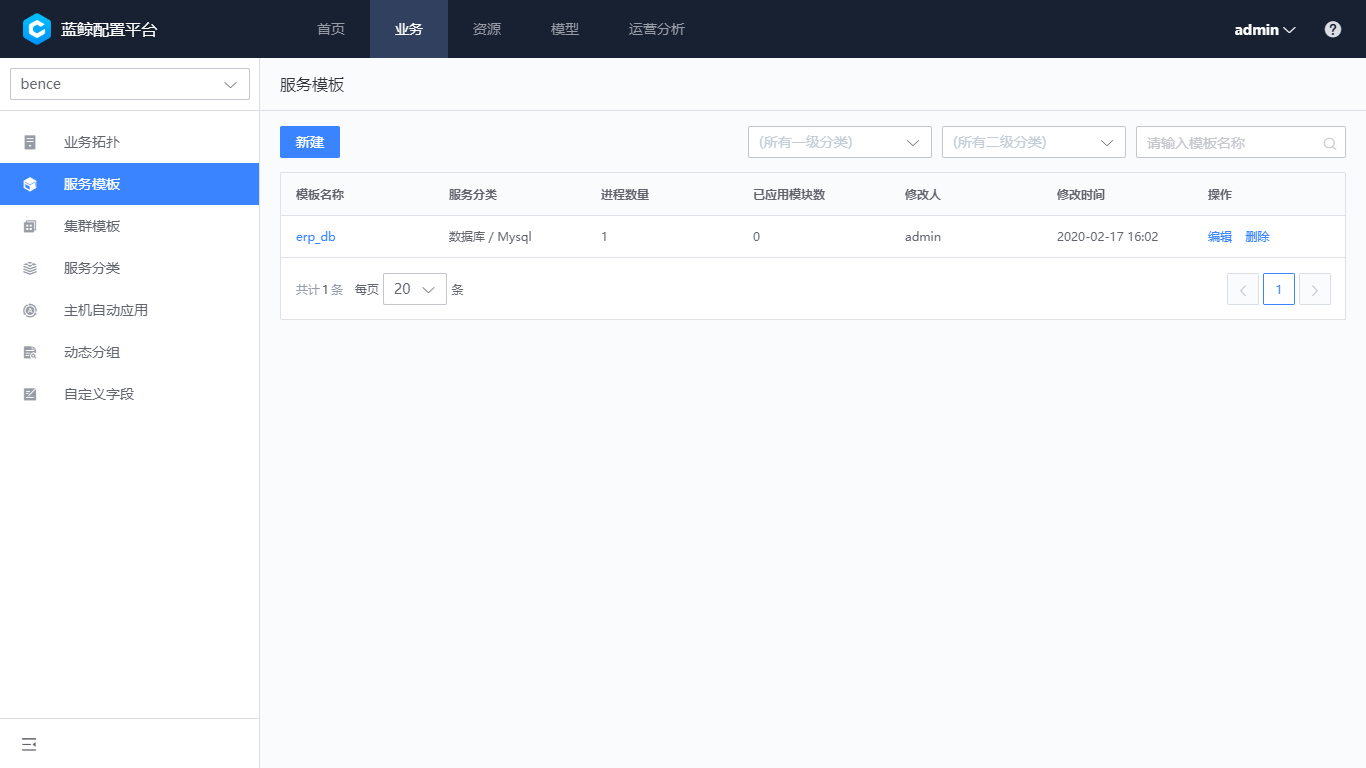 蓝鲸配置平台 首页 业务 资源 模型 运营分析 admin
bence
业务拓扑
服务模板
集群模板
服务分类
主机自动应用
动态分组
自定义字段
服务模板
新建 (所有一级分类) (所有二级分类) 请输入模板名称
模板名称 服务分类 进程数量 已应用模块数 修改人 修改时间 操作
erp_db 数据库 / Mysql 1 0 admin 2020-02-17 16:02 编辑 删除
共计 1 条 每页 20 条 1